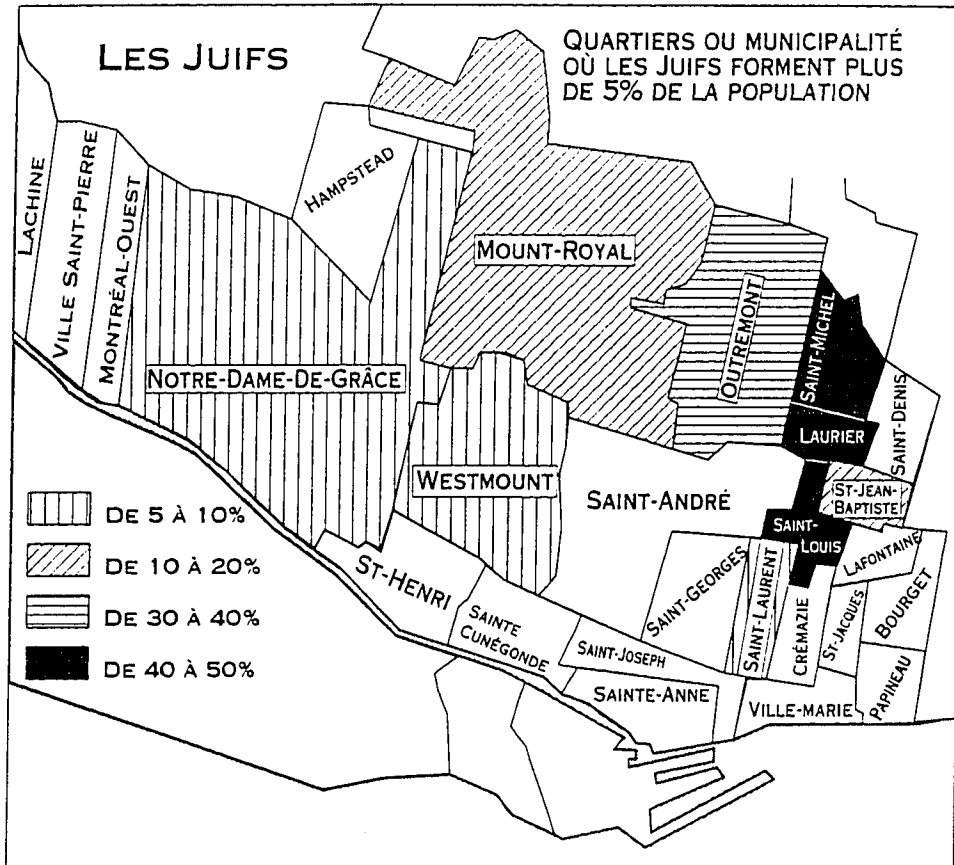 LES JUIFS
QUARTIERS OU MUNICIPALITÉ
OÙ LES JUIFS FORMENT PLUS
DE 5% DE LA POPULATION
LACHINE
VILLE SAINT-PIERRE
MONTRÉAL-OUEST
HAMPSTEAD
MOUNT-ROYAL
OUTREMONT
SAINT-MICHEL
NOTRE-DAME-DE-GRÂCE
LAURIER
SAINT-DENIS
WESTMOUNT
SAINT-ANDRÉ
ST-JEAN-
BAPTISTE
SAINT-
LOUIS
LAFONTAINE
ST-HENRI
SAINTE
CUNÉGONDE
SAINT-GEORGES
SAINT-LAURENT
CRÉMAZIE
ST-JACQUES
BOURGET
SAINT-JOSEPH
SAINTE-ANNE
VILLE-MARIE
PAPINEAU
DE 5 À 10%
DE 10 À 20%
DE 30 À 40%
DE 40 À 50%